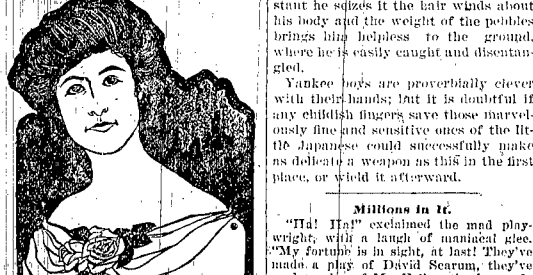 stant he seizes it the hair winds about
his body and the weight of the pebbles
brings him helpless to the ground,
where he is easily caught and disentan-
gled.
Yankee boys are proverbially clever
with their hands; but it is doubtful if
any childish fingers save those marvel-
ously fine and sensitive ones of the lit-
tle Japanese could successfully make
as delicate a weapon as this in the first
place, or wield it afterward.
Millions in It.
"Ha! Ha!" exclaimed the mad play-
wright, with a laugh of maniacal glee.
"My fortune is in sight, at last! They've
made a play of David Scarum, they've